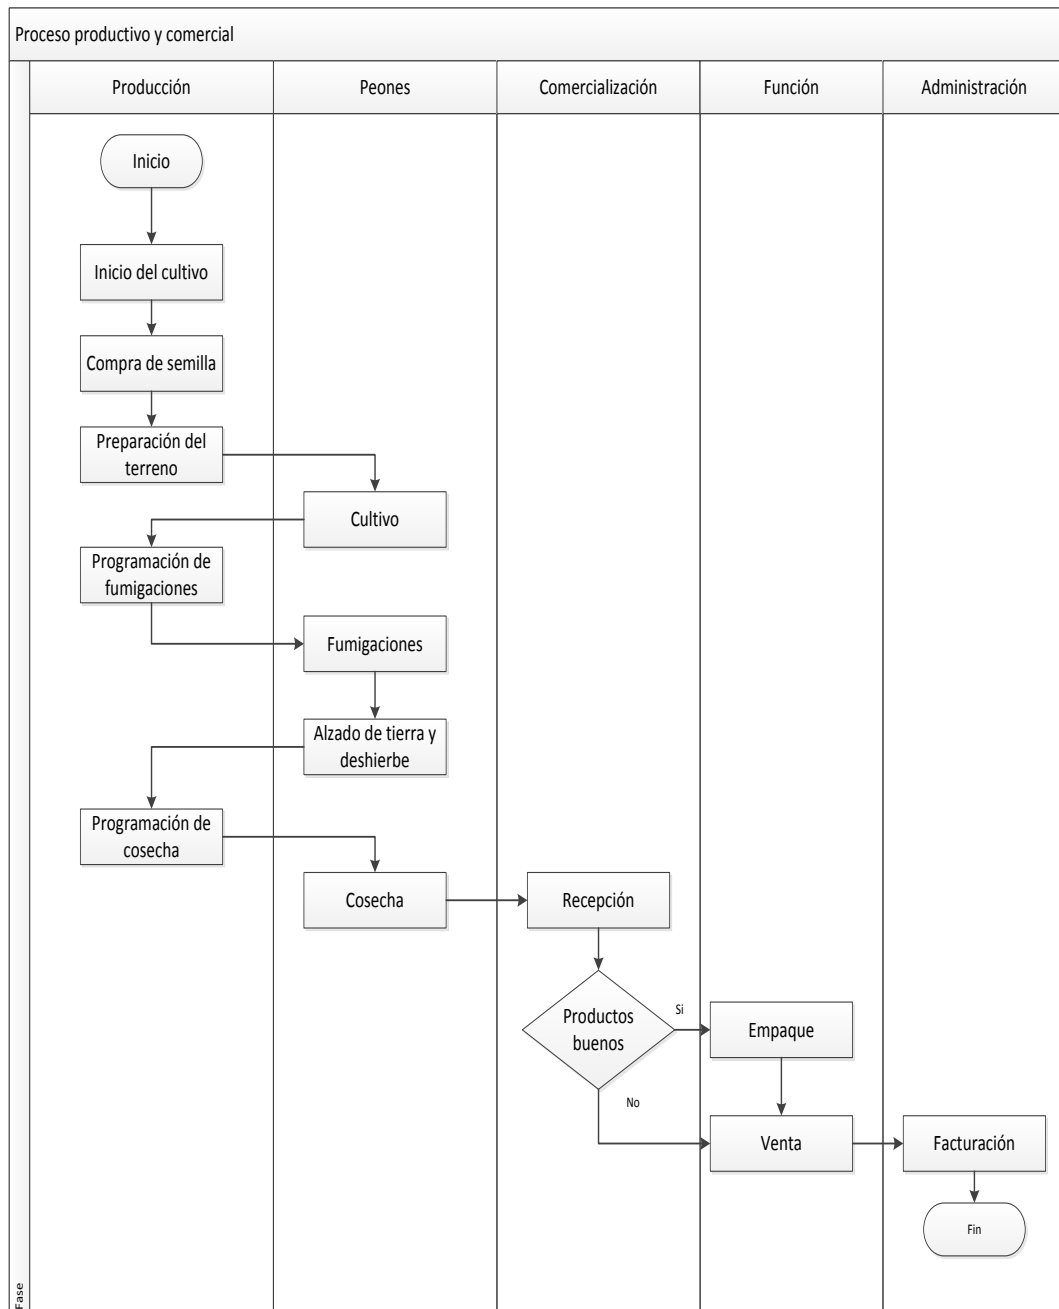 Proceso productivo y comercial
Producción
Peones
Comercialización
Función
Administración
Inicio
Inicio del cultivo
Compra de semilla
Preparación del
terreno
Cultivo
Programación de
fumigaciones
Fumigaciones
Alzado de tierra y
deshierbe
Programación de
cosecha
Cosecha
Recepción
Productos
buenos
Si
Empaque
No
Venta
Facturación
Fin
Fase